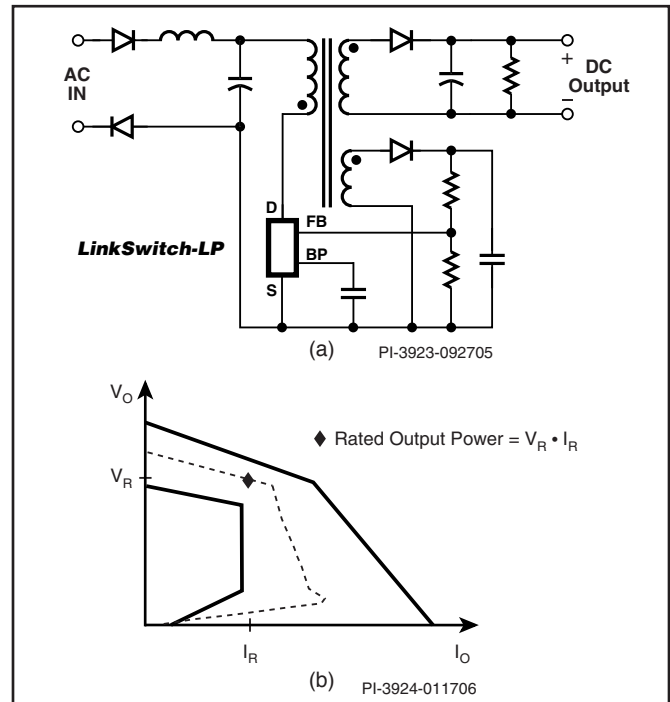 AC
IN
+
DC
Output
–
D
FB
LinkSwitch-LP
BP
S
(a)
PI-3923-092705
VO
♦ Rated Output Power = VR • IR
VR
IR
IO
(b)
PI-3924-011706